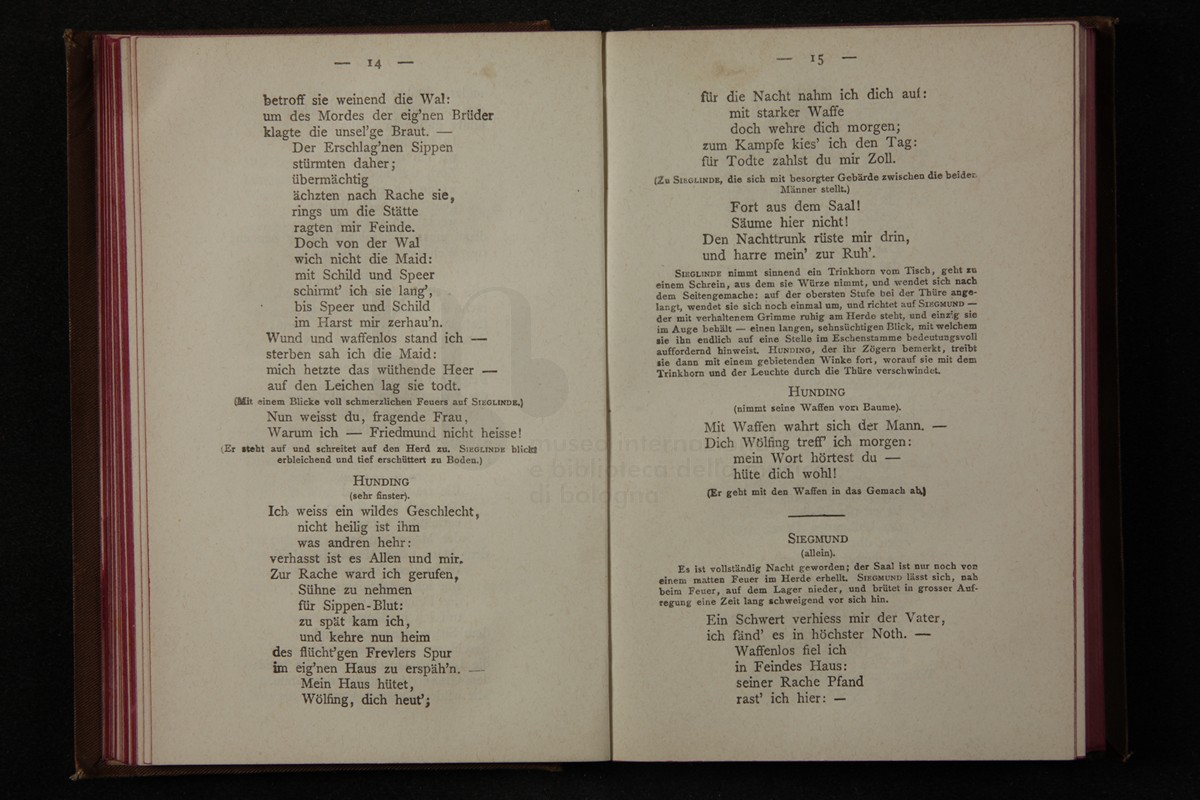 — 14 —
betroff sie weinend die Wal:
um des Mordes der eig'nen Brüder
klagte die unsel'ge Braut. —
Der Erschlag'nen Sippen
stürmten daher;
übermächtig
ächzten nach Rache sie,
rings um die Stätte
ragten mir Feinde.
Doch von der Wal
wich nicht die Maid:
mit Schild und Speer
schirmt' ich sie lang',
bis Speer und Schild
im Harst mir zerhau'n.
Wund und waffenlos stand ich —
sterben sah ich die Maid:
mich hetzte das wüthende Heer —
auf den Leichen lag sie todt.
(Mit einem Blicke voll schmerzlichen Feuers auf SIEGLINDE.)
Nun weisst du, fragende Frau,
Warum ich — Friedmund nicht heisse!
(Er steht auf und schreitet auf den Herd zu. SIEGLINDE blickt
erbleichend und tief erschüttert zu Boden.)
HUNDING
(sehr finster).
Ich weiss ein wildes Geschlecht,
nicht heilig ist ihm
was andren hehr:
verhasst ist es Allen und mir.
Zur Rache ward ich gerufen,
Sühne zu nehmen
für Sippen-Blut:
zu spät kam ich,
und kehre nun heim
des flücht'gen Frevlers Spur
im eig'nen Haus zu erspäh'n. —
Mein Haus hütet,
Wölfing, dich heut';
— 15 —
für die Nacht nahm ich dich auf:
mit starker Waffe
doch wehre dich morgen;
zum Kampfe kies' ich den Tag:
für Todte zahlst du mir Zoll.
(Zu SIEGLINDE, die sich mit besorgter Gebärde zwischen die beiden
Männer stellt.)
Fort aus dem Saal!
Säume hier nicht!
Den Nachttrunk rüste mir drin,
und harre mein' zur Ruh'.
SIEGLINDE nimmt sinnend ein Trinkhorn vom Tisch, geht zu
einem Schrein, aus dem sie Würze nimmt, und wendet sich nach
dem Seitengemache: auf der obersten Stufe bei der Thüre ange-
langt, wendet sie sich noch einmal um, und richtet auf SIEGMUND —
der mit verhaltenem Grimme ruhig am Herde steht, und einzig sie
im Auge behält — einen langen, sehnsüchtigen Blick, mit welchem
sie ihn endlich auf eine Stelle im Eschenstamme bedeutungsvoll
auffordernd hinweist. HUNDING, der ihr Zögern bemerkt, treibt
sie dann mit einem gebietenden Winke fort, worauf sie mit dem
Trinkhorn und der Leuchte durch die Thüre verschwindet.
HUNDING
(nimmt seine Waffen vom Baume).
Mit Waffen wahrt sich der Mann. —
Dich Wölfing treff' ich morgen:
mein Wort hörtest du —
hüte dich wohl!
(Er geht mit den Waffen in das Gemach ab.)
SIEGMUND
(allein).
Es ist vollständig Nacht geworden; der Saal ist nur noch von
einem matten Feuer im Herde erhellt. SIEGMUND lässt sich, nah
beim Feuer, auf dem Lager nieder, und brütet in grosser Auf-
regung eine Zeit lang schweigend vor sich hin.
Ein Schwert verhiess mir der Vater,
ich fänd' es in höchster Noth. —
Waffenlos fiel ich
in Feindes Haus:
seiner Rache Pfand
rast' ich hier: —
museo interna
e biblioteca della
di bologna